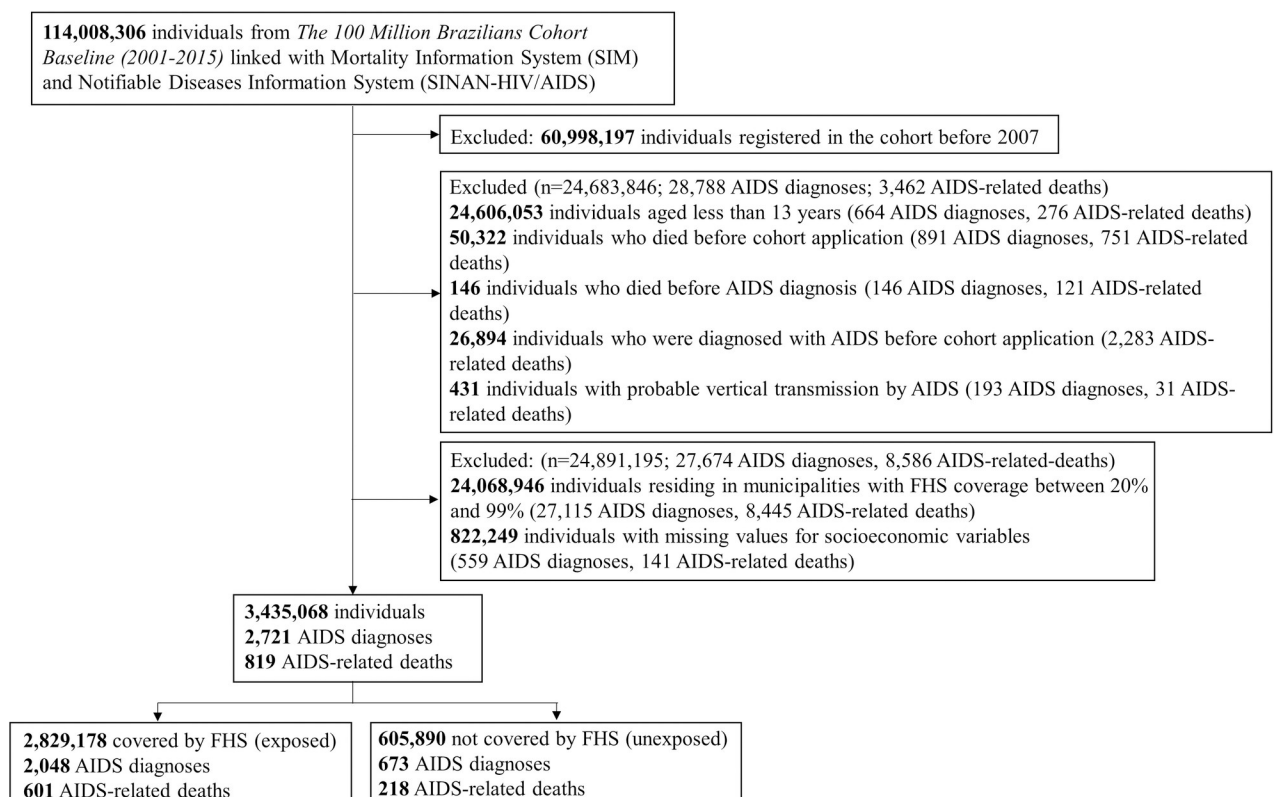 114,008,306 individuals from The 100 Million Brazilians Cohort
Baseline (2001-2015) linked with Mortality Information System (SIM)
and Notifiable Diseases Information System (SINAN-HIV/AIDS)
Excluded: 60,998,197 individuals registered in the cohort before 2007
Excluded (n=24,683,846; 28,788 AIDS diagnoses; 3,462 AIDS-related deaths)
24,606,053 individuals aged less than 13 years (664 AIDS diagnoses, 276 AIDS-related deaths)
50,322 individuals who died before cohort application (891 AIDS diagnoses, 751 AIDS-related
deaths)
146 individuals who died before AIDS diagnosis (146 AIDS diagnoses, 121 AIDS-related
deaths)
26,894 individuals who were diagnosed with AIDS before cohort application (2,283 AIDS-
related deaths)
431 individuals with probable vertical transmission by AIDS (193 AIDS diagnoses, 31 AIDS-
related deaths)
Excluded: (n=24,891,195; 27,674 AIDS diagnoses, 8,586 AIDS-related-deaths)
24,068,946 individuals residing in municipalities with FHS coverage between 20%
and 99% (27,115 AIDS diagnoses, 8,445 AIDS-related deaths)
822,249 individuals with missing values for socioeconomic variables
(559 AIDS diagnoses, 141 AIDS-related deaths)
3,435,068 individuals
2,721 AIDS diagnoses
819 AIDS-related deaths
2,829,178 covered by FHS (exposed)
2,048 AIDS diagnoses
601 AIDS-related deaths
605,890 not covered by FHS (unexposed)
673 AIDS diagnoses
218 AIDS-related deaths